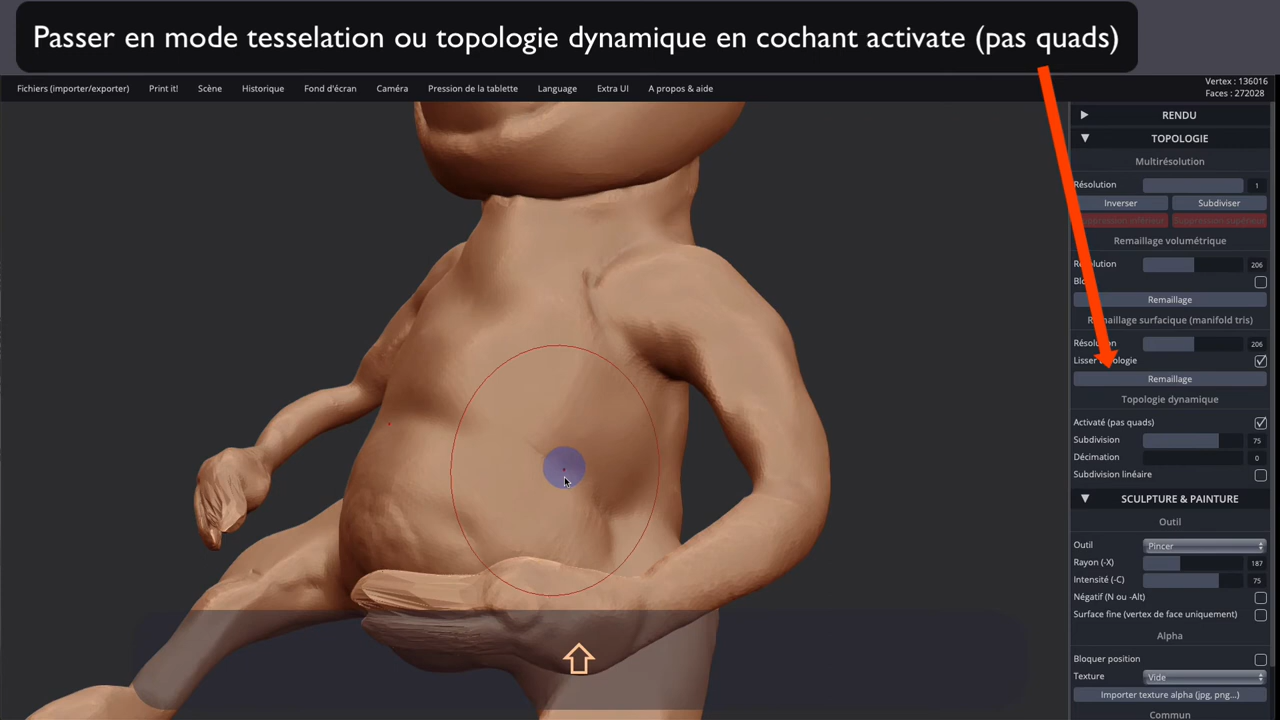 Passer en mode tesselation ou topologie dynamique en cochant activate (pas quads)
Fichiers (importer/exporter) Print it! Scène Historique Fond d'écran Caméra Pression de la tablette Language Extra UI A propos & aide
Vertex : 136016
Faces : 272028
RENDU
TOPOLOGIE
Multirésolution
Résolution 1
Inverser Subdiviser
Remaillage volumétrique
206
Remaillage
Remaillage surfacique (manifold tris)
Résolution 206
Lisser
Remaillage
Topologie dynamique
Activaté (pas quads)
Subdivision 75
Décimation 0
Subdivision linéaire
SCULPTURE & PAINTURE
Outil
Outil Pincer
Rayon (-X) 187
Intensité (-C) 75
Négatif (N ou -Alt)
Surface fine (vertex de face uniquement)
Alpha
Bloquer position
Texture Vide
Importer texture alpha (jpg, png...)
Commun